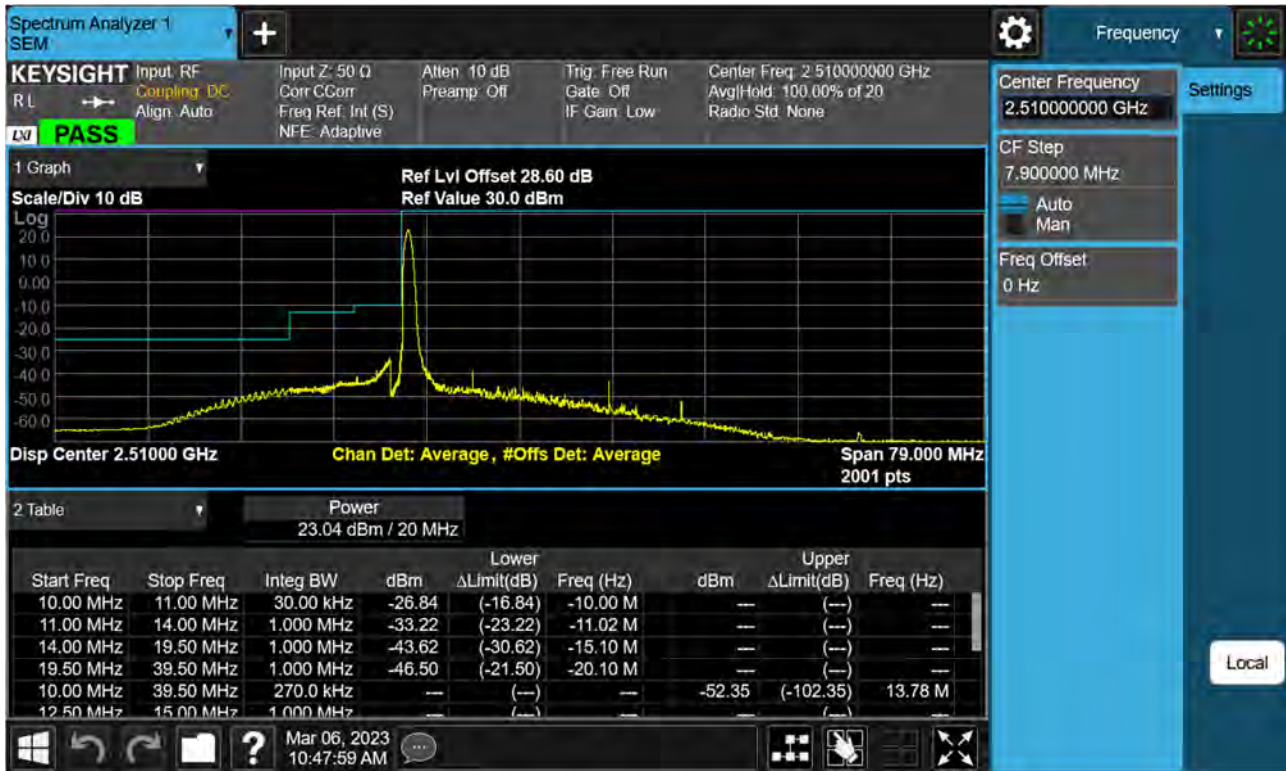 Spectrum Analyzer 1
SEM
+
Frequency
KEYSIGHT
RL
LXI
PASS
Input: RF
Coupling: DC
Align: Auto
Input Z: 50 Ω
Corr CCorr
Freq Ref: Int (S)
NFE: Adaptive
Atten: 10 dB
Preamp: Off
Trig: Free Run
Gate: Off
IF Gain: Low
Center Freq: 2.510000000 GHz
Avg|Hold: 100.00% of 20
Radio Std: None
Center Frequency
2.510000000 GHz
Settings
CF Step
7.900000 MHz
Auto
Man
Freq Offset
0 Hz
1 Graph
Scale/Div 10 dB
Ref Lvl Offset 28.60 dB
Ref Value 30.0 dBm
Log
20.0
10.0
0.00
-10.0
-20.0
-30.0
-40.0
-50.0
-60.0
Disp Center 2.51000 GHz
Chan Det: Average, #Offs Det: Average
Span 79.000 MHz
2001 pts
2 Table
Power
23.04 dBm / 20 MHz
Lower Upper
Start Freq Stop Freq Integ BW dBm ΔLimit(dB) Freq (Hz) dBm ΔLimit(dB) Freq (Hz)
10.00 MHz 11.00 MHz 30.00 kHz -26.84 (-16.84) -10.00 M --- (---) ---
11.00 MHz 14.00 MHz 1.000 MHz -33.22 (-23.22) -11.02 M --- (---) ---
14.00 MHz 19.50 MHz 1.000 MHz -43.62 (-30.62) -15.10 M --- (---) ---
19.50 MHz 39.50 MHz 1.000 MHz -46.50 (-21.50) -20.10 M --- (---) ---
10.00 MHz 39.50 MHz 270.0 kHz --- (---) --- -52.35 (-102.35) 13.78 M
12.50 MHz 15.00 MHz 1.000 MHz --- (---) --- --- (---) ---
Local
?
Mar 06, 2023
10:47:59 AM